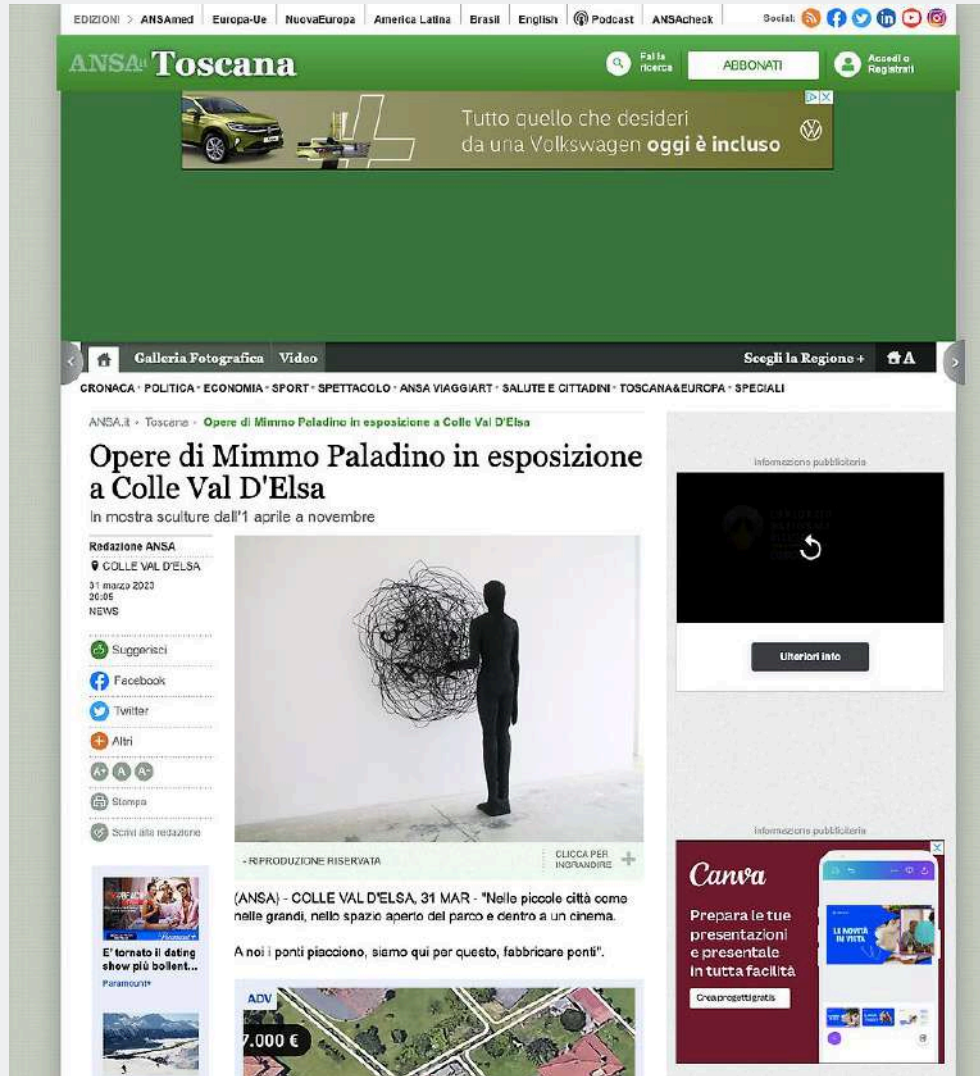 EDIZIONI > ANSAmed Europa-Ue NuovaEuropa America Latina Brasil English Podcast ANSAcheck Social:
ANSA.it Toscana
Fai la
ricerca
ABBONATI
Accedi o
Registrati
Tutto quello che desideri
da una Volkswagen oggi è incluso
Galleria Fotografica Video Scegli la Regione +
CRONACA • POLITICA • ECONOMIA • SPORT • SPETTACOLO • ANSA VIAGGIART • SALUTE E CITTADINI • TOSCANA&EUROPA • SPECIALI
ANSA.it › Toscana › Opere di Mimmo Paladino in esposizione a Colle Val D'Elsa
Opere di Mimmo Paladino in esposizione
a Colle Val D'Elsa
In mostra sculture dall'1 aprile a novembre
Redazione ANSA
COLLE VAL D'ELSA
31 marzo 2023
20:05
NEWS
Suggerisci
Facebook
Twitter
Altri
A+ A A-
Stampa
Scrivi alla redazione
- RIPRODUZIONE RISERVATA
CLICCA PER
INGRANDIRE
(ANSA) - COLLE VAL D'ELSA, 31 MAR - "Nelle piccole città come
nelle grandi, nello spazio aperto del parco e dentro a un cinema.
A noi i ponti piacciono, siamo qui per questo, fabbricare ponti".
E' tornato il dating
show più bollent...
Paramount+
ADV
7.000 €
Informazione pubblicitaria
Ulteriori info
Informazione pubblicitaria
Canva
Prepara le tue
presentazioni
e presentale
in tutta facilità
Crea progetti gratis
LE NOVITÀ
IN VISTA